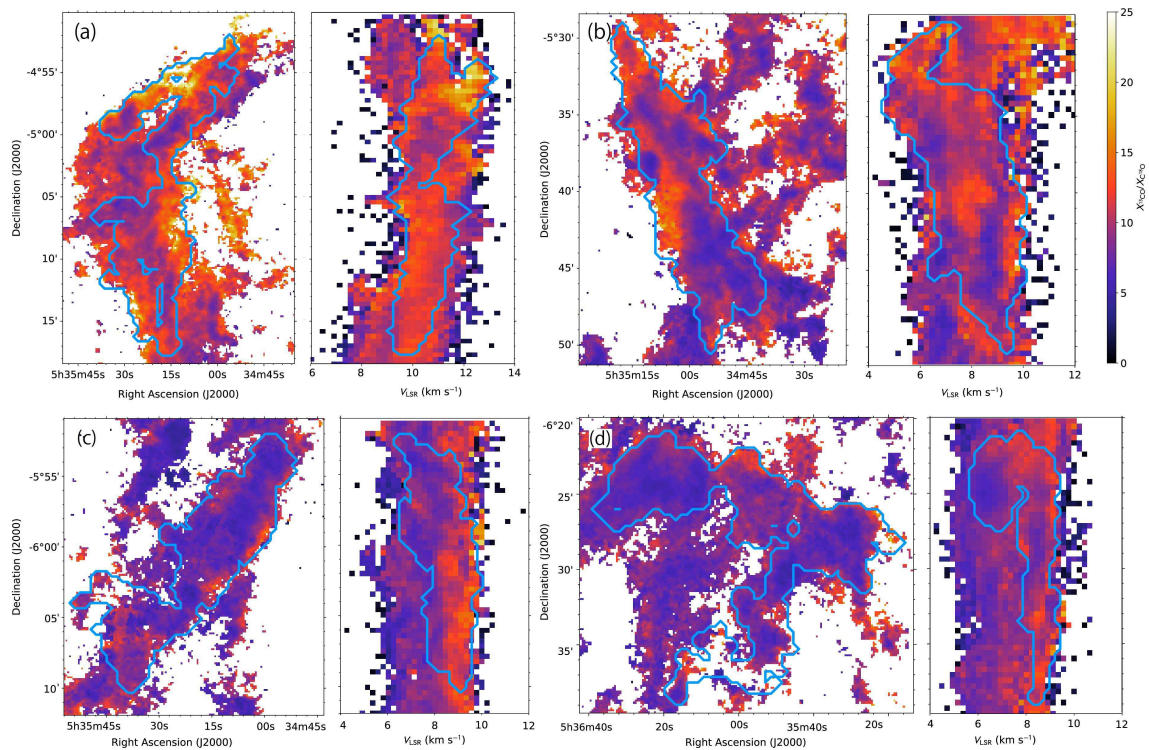 (a)
-4°55'
-5°00'
05'
10'
15'
Declination (J2000)
5h35m45s 30s 15s 00s 34m45s
Right Ascension (J2000)
6 8 10 12 14
V_LSR (km s⁻¹)
(b)
-5°30'
35'
40'
45'
50'
Declination (J2000)
5h35m15s 00s 34m45s 30s
Right Ascension (J2000)
4 6 8 10 12
V_LSR (km s⁻¹)
25
20
15
10
5
0
X¹³CO/XC¹⁸O
(c)
5°55'
-6°00'
05'
10'
Declination (J2000)
5h35m45s 30s 15s 00s 34m45s
Right Ascension (J2000)
4 6 8 10 12
V_LSR (km s⁻¹)
(d)
-6°20'
25'
30'
35'
Declination (J2000)
5h36m40s 20s 00s 35m40s 20s
Right Ascension (J2000)
4 6 8 10 12
V_LSR (km s⁻¹)